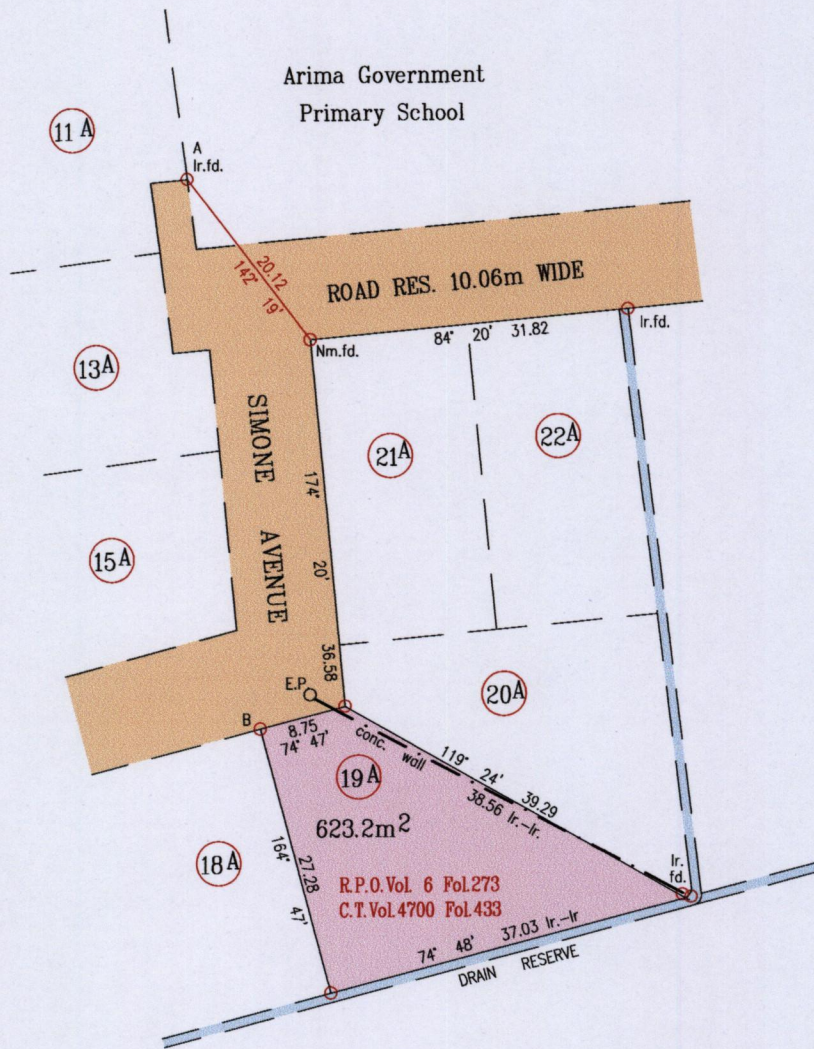 Arima Government
Primary School
11 A
A
Ir.fd.
20.12
142° 19'
ROAD RES. 10.06m WIDE
Nm.fd.
84° 20' 31.82
Ir.fd.
13A
SIMONE AVENUE
174° 20' 36.58
21A
22A
15A
E.P.
B
8.75
74° 47'
conc. wall
119° 24' 39.29
38.56 Ir.-Ir.
20A
19 A
623.2m²
18A
164° 47'
27.28
R.P.O.Vol. 6 Fol.273
C.T.Vol.4700 Fol.433
Ir.
fd.
74° 48' 37.03 Ir.-Ir
DRAIN RESERVE